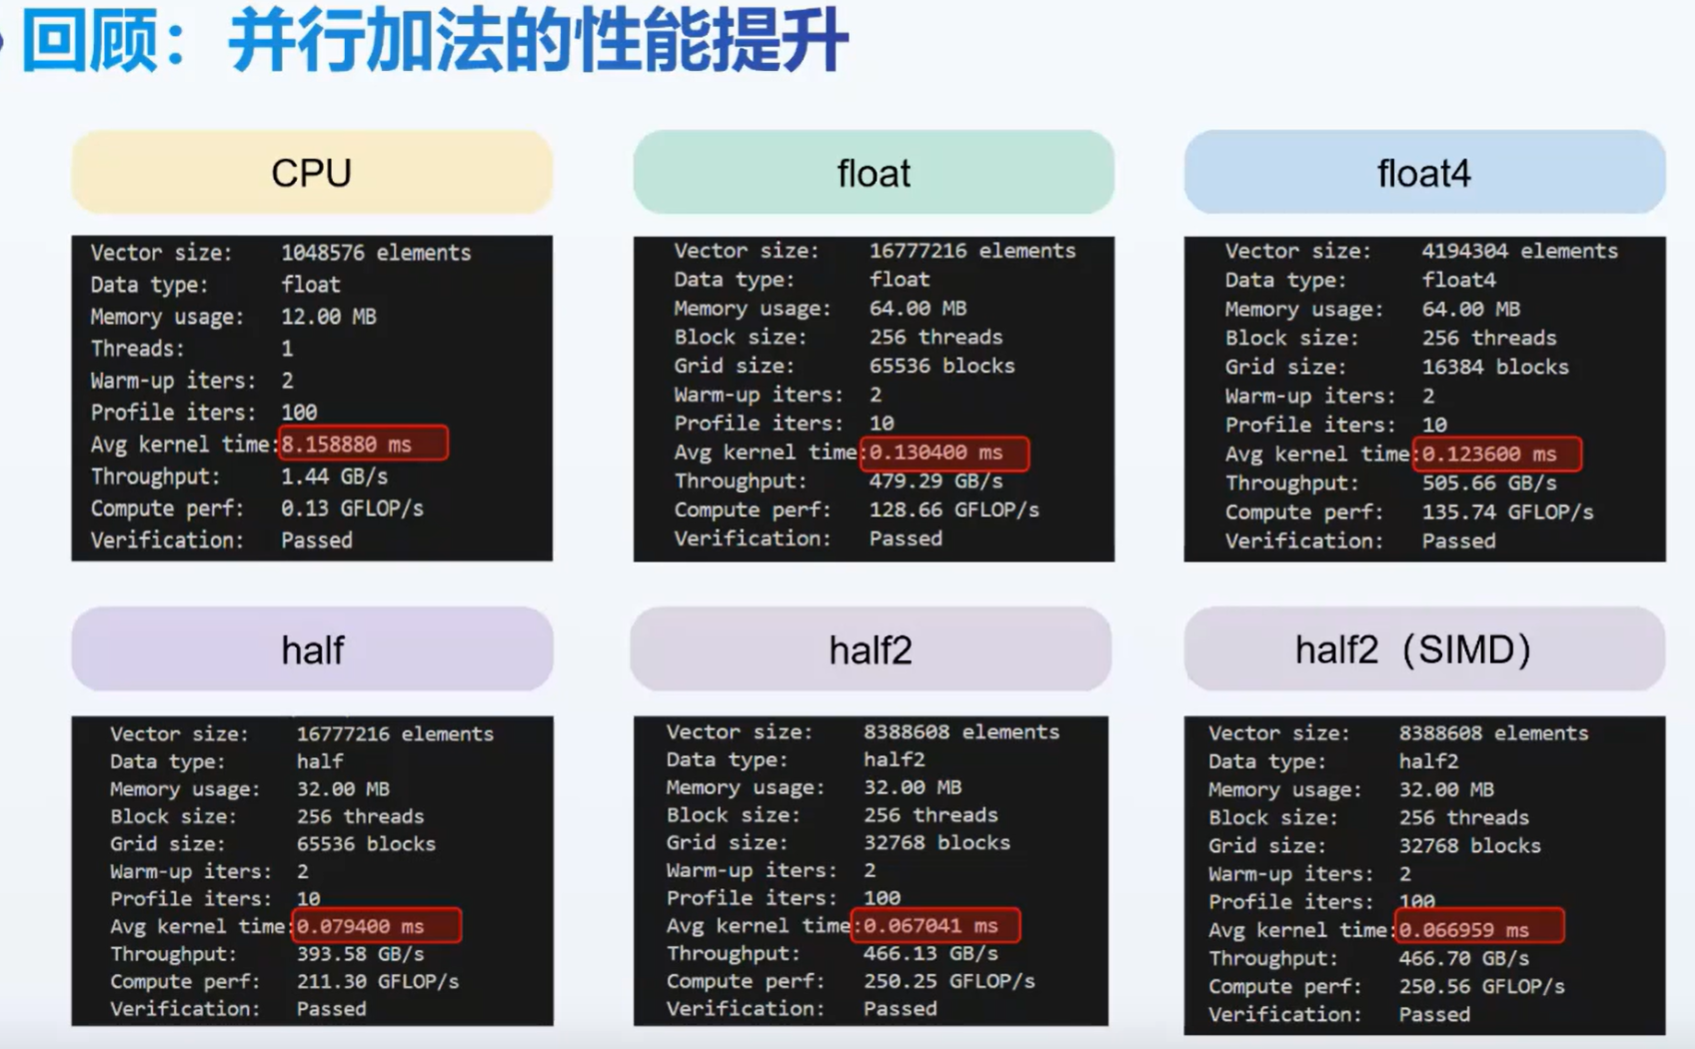 回顾：并行加法的性能提升
CPU
Vector size: 1048576 elements
Data type: float
Memory usage: 12.00 MB
Threads: 1
Warm-up iters: 2
Profile iters: 100
Avg kernel time:8.158880 ms
Throughput: 1.44 GB/s
Compute perf: 0.13 GFLOP/s
Verification: Passed
float
Vector size: 16777216 elements
Data type: float
Memory usage: 64.00 MB
Block size: 256 threads
Grid size: 65536 blocks
Warm-up iters: 2
Profile iters: 10
Avg kernel time:0.130400 ms
Throughput: 479.29 GB/s
Compute perf: 128.66 GFLOP/s
Verification: Passed
float4
Vector size: 4194304 elements
Data type: float4
Memory usage: 64.00 MB
Block size: 256 threads
Grid size: 16384 blocks
Warm-up iters: 2
Profile iters: 10
Avg kernel time:0.123600 ms
Throughput: 505.66 GB/s
Compute perf: 135.74 GFLOP/s
Verification: Passed
half
Vector size: 16777216 elements
Data type: half
Memory usage: 32.00 MB
Block size: 256 threads
Grid size: 65536 blocks
Warm-up iters: 2
Profile iters: 10
Avg kernel time:0.079400 ms
Throughput: 393.58 GB/s
Compute perf: 211.30 GFLOP/s
Verification: Passed
half2
Vector size: 8388608 elements
Data type: half2
Memory usage: 32.00 MB
Block size: 256 threads
Grid size: 32768 blocks
Warm-up iters: 2
Profile iters: 100
Avg kernel time:0.067041 ms
Throughput: 466.13 GB/s
Compute perf: 250.25 GFLOP/s
Verification: Passed
half2（SIMD）
Vector size: 8388608 elements
Data type: half2
Memory usage: 32.00 MB
Block size: 256 threads
Grid size: 32768 blocks
Warm-up iters: 2
Profile iters: 100
Avg kernel time:0.066959 ms
Throughput: 466.70 GB/s
Compute perf: 250.56 GFLOP/s
Verification: Passed